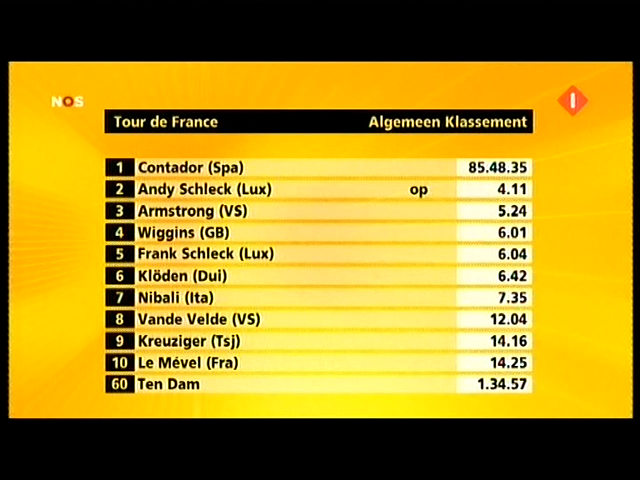 NOS
1
Tour de France Algemeen Klassement
1 Contador (Spa) 85.48.35
2 Andy Schleck (Lux) op 4.11
3 Armstrong (VS) 5.24
4 Wiggins (GB) 6.01
5 Frank Schleck (Lux) 6.04
6 Klöden (Dui) 6.42
7 Nibali (Ita) 7.35
8 Vande Velde (VS) 12.04
9 Kreuziger (Tsj) 14.16
10 Le Mével (Fra) 14.25
60 Ten Dam 1.34.57